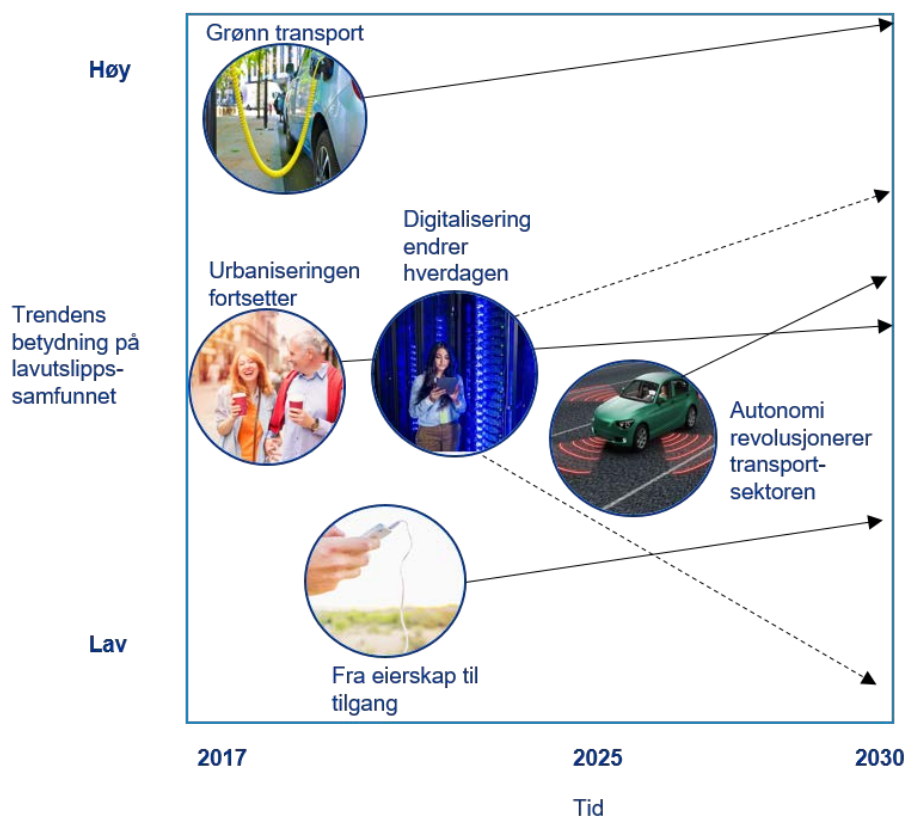 Grønn transport
Høy
Digitalisering
endrer
hverdagen
Urbaniseringen
fortsetter
Trendens
betydning på
lavutslipps-
samfunnet
Autonomi
revolusjonerer
transport-
sektoren
Lav
Fra eierskap til
tilgang
2017
2025
2030
Tid